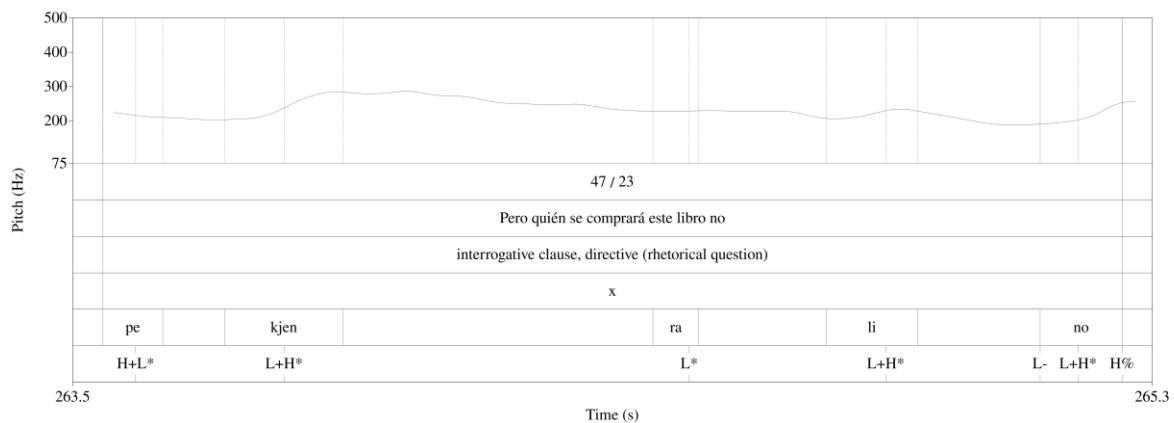 500
400
300
200
75
Pitch (Hz)
47 / 23
Pero quién se comprará este libro no
interrogative clause, directive (rhetorical question)
x
pe kjen ra li no
H+L* L+H* L* L+H* L- L+H* H%
263.5 265.3
Time (s)